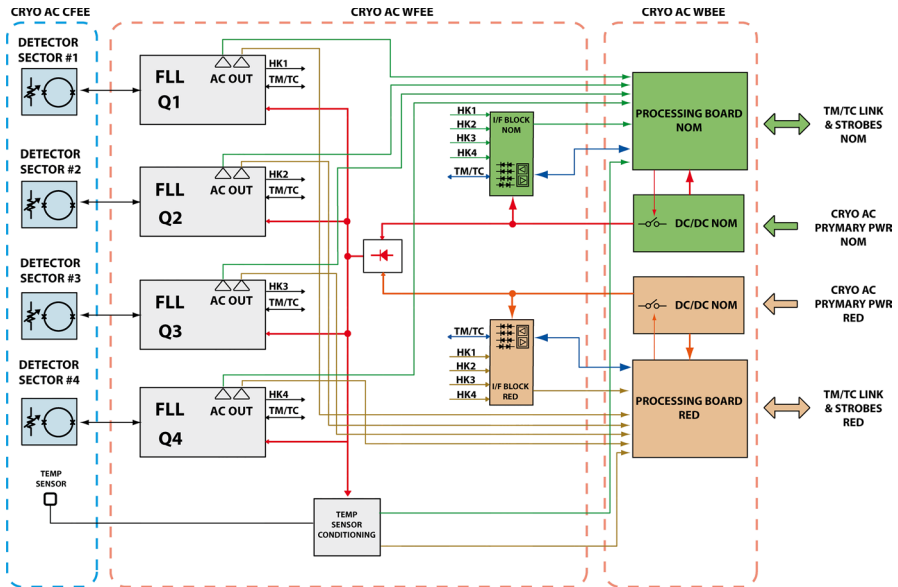 CRYO AC CFEE
CRYO AC WFEE
CRYO AC WBEE
DETECTOR
SECTOR #1
FLL
Q1
AC OUT
HK1
TM/TC
DETECTOR
SECTOR #2
FLL
Q2
AC OUT
HK2
TM/TC
DETECTOR
SECTOR #3
FLL
Q3
AC OUT
HK3
TM/TC
DETECTOR
SECTOR #4
FLL
Q4
AC OUT
HK4
TM/TC
TEMP
SENSOR
TEMP
SENSOR
CONDITIONING
HK1
HK2
HK3
HK4
TM/TC
I/F BLOCK
NOM
TM/TC
HK1
HK2
HK3
HK4
I/F BLOCK
RED
PROCESSING BOARD
NOM
DC/DC NOM
DC/DC NOM
PROCESSING BOARD
RED
TM/TC LINK
& STROBES
NOM
CRYO AC
PRYMARY PWR
NOM
CRYO AC
PRYMARY PWR
RED
TM/TC LINK
& STROBES
RED